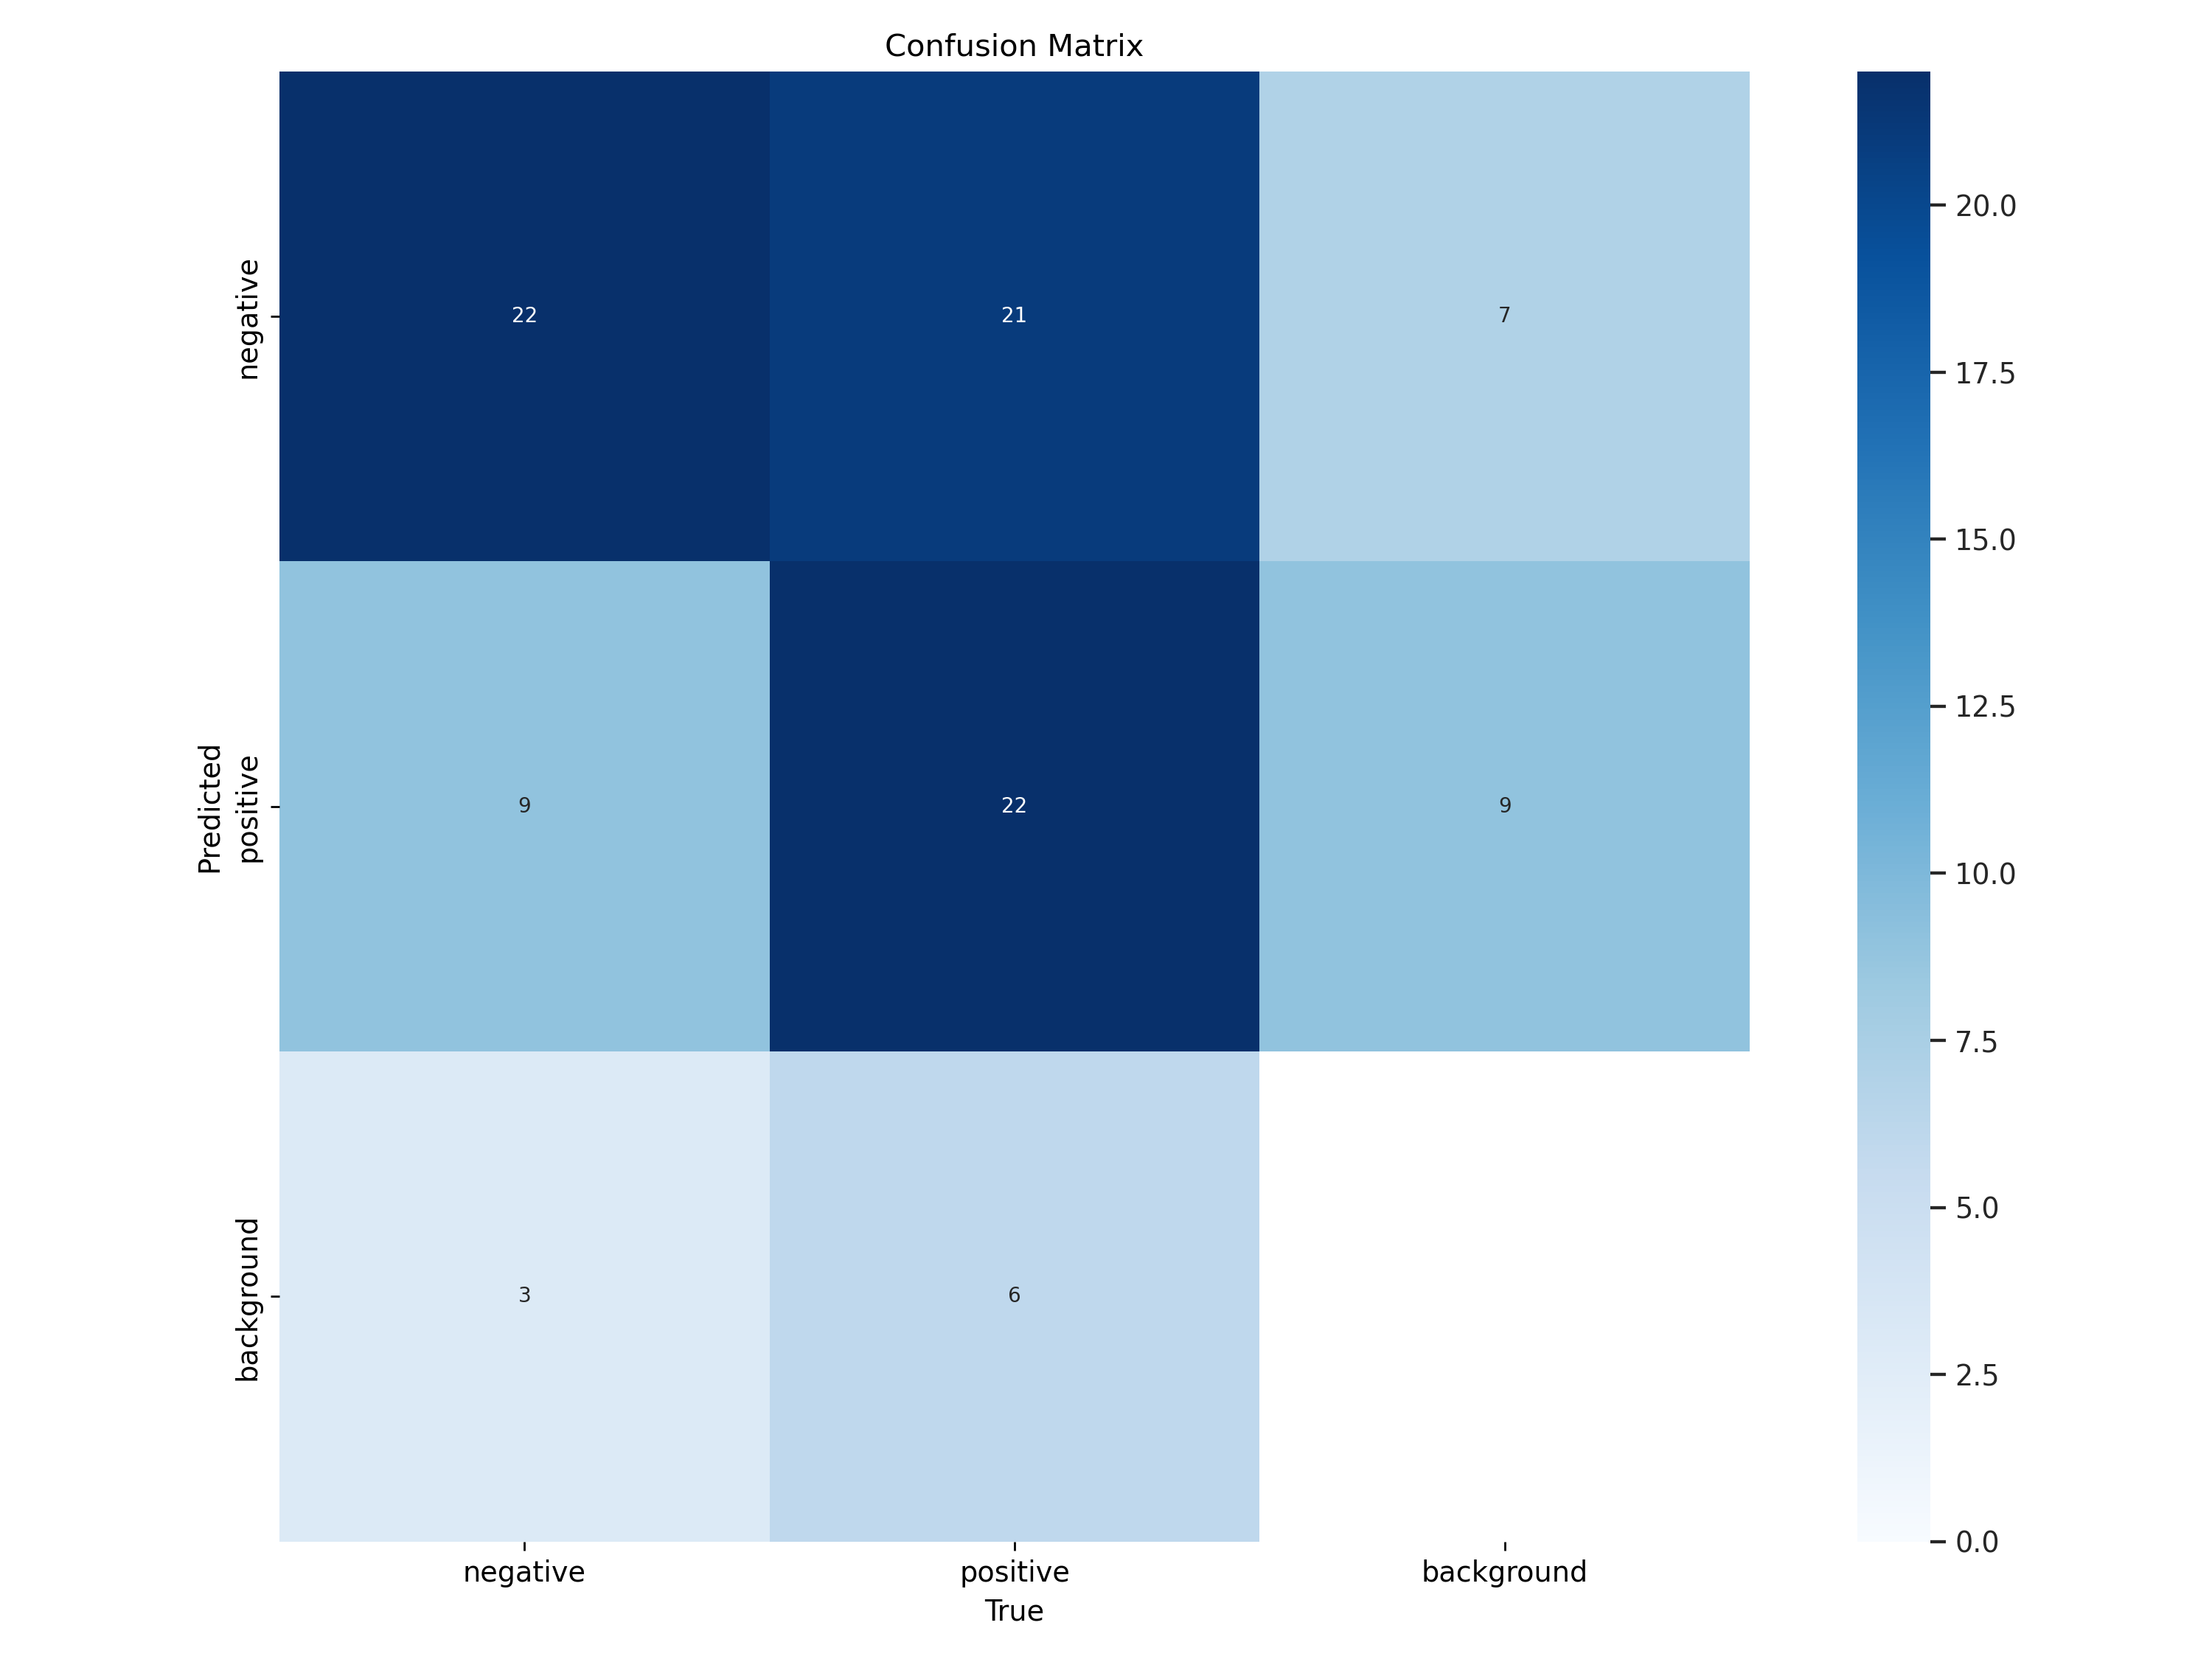 Confusion Matrix
negative
22
21
7
20.0
17.5
15.0
12.5
Predicted
positive
9
22
9
10.0
7.5
5.0
background
3
6
2.5
0.0
negative
positive
background
True